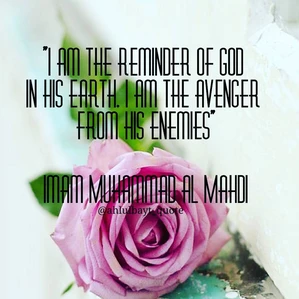 "I AM THE REMINDER OF GOD
IN HIS EARTH. I AM THE AVENGER
FROM HIS ENEMIES"
IMAM MUHAMMAD AL MAHDI
@ahlulbayt_quote